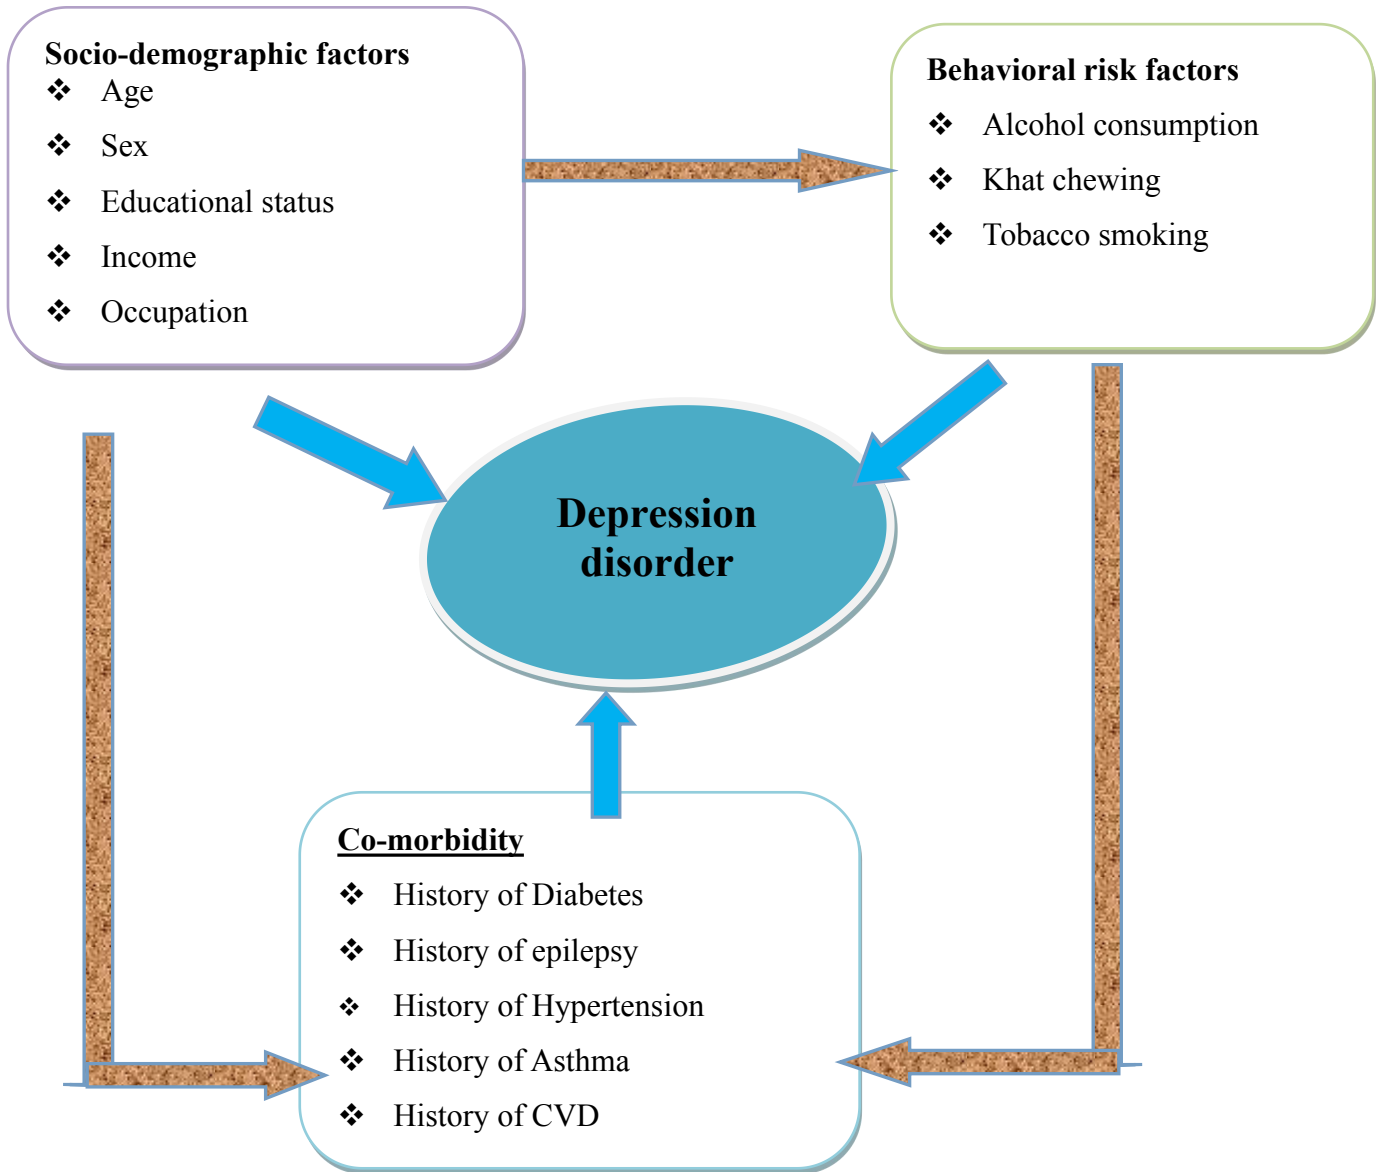 Socio-demographic factors
❖ Age
❖ Sex
❖ Educational status
❖ Income
❖ Occupation
Behavioral risk factors
❖ Alcohol consumption
❖ Khat chewing
❖ Tobacco smoking
Depression
disorder
Co-morbidity
❖ History of Diabetes
❖ History of epilepsy
❖ History of Hypertension
❖ History of Asthma
❖ History of CVD